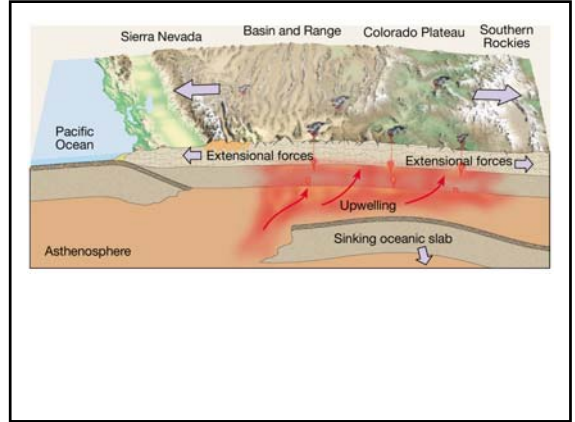 Sierra Nevada
Basin and Range
Colorado Plateau
Southern
Rockies
Pacific
Ocean
Extensional forces
Extensional forces
Upwelling
Sinking oceanic slab
Asthenosphere